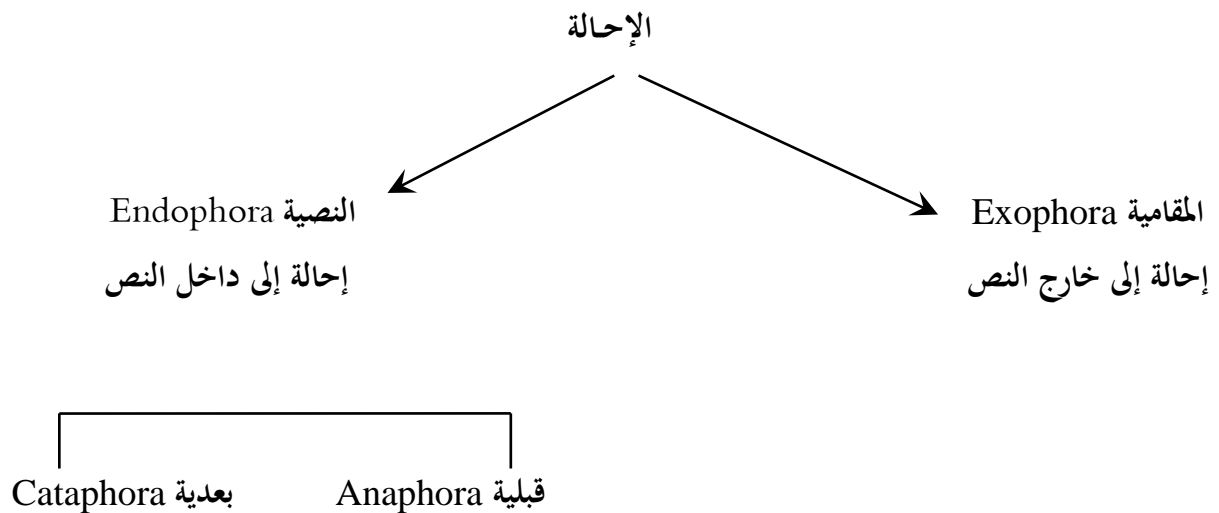 الإحالة
المقامية Exophora
النصية Endophora
إحالة إلى خارج النص
إحالة إلى داخل النص
قبلية Anaphora
بعدية Cataphora